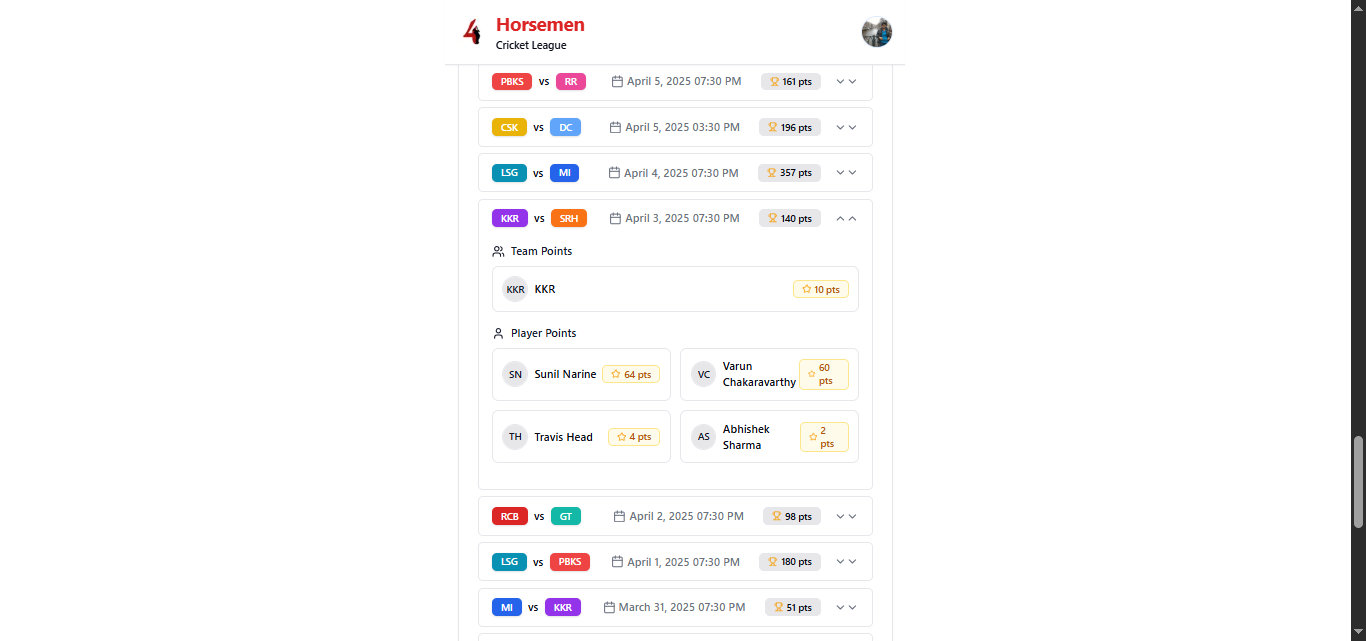 Horsemen
Cricket League
PBKS vs RR April 5, 2025 07:30 PM 161 pts
CSK vs DC April 5, 2025 03:30 PM 196 pts
LSG vs MI April 4, 2025 07:30 PM 357 pts
KKR vs SRH April 3, 2025 07:30 PM 140 pts
Team Points
KKR KKR 10 pts
Player Points
SN Sunil Narine 64 pts
VC Varun
Chakaravarthy
60
pts
TH Travis Head 4 pts
AS Abhishek
Sharma
2
pts
RCB vs GT April 2, 2025 07:30 PM 98 pts
LSG vs PBKS April 1, 2025 07:30 PM 180 pts
MI vs KKR March 31, 2025 07:30 PM 51 pts